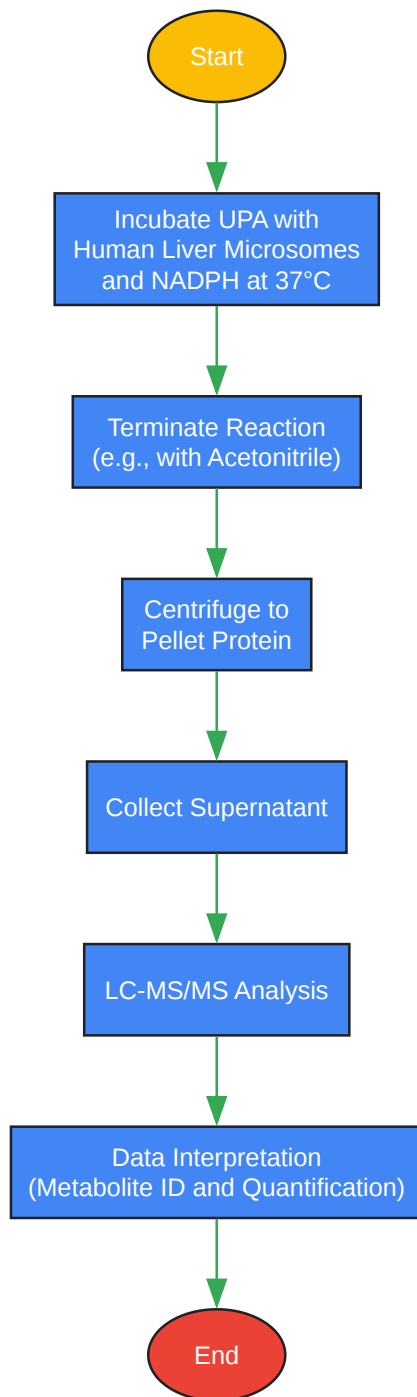 Start
Incubate UPA with
Human Liver Microsomes
and NADPH at 37°C
Terminate Reaction
(e.g., with Acetonitrile)
Centrifuge to
Pellet Protein
Collect Supernatant
LC-MS/MS Analysis
Data Interpretation
(Metabolite ID and Quantification)
End